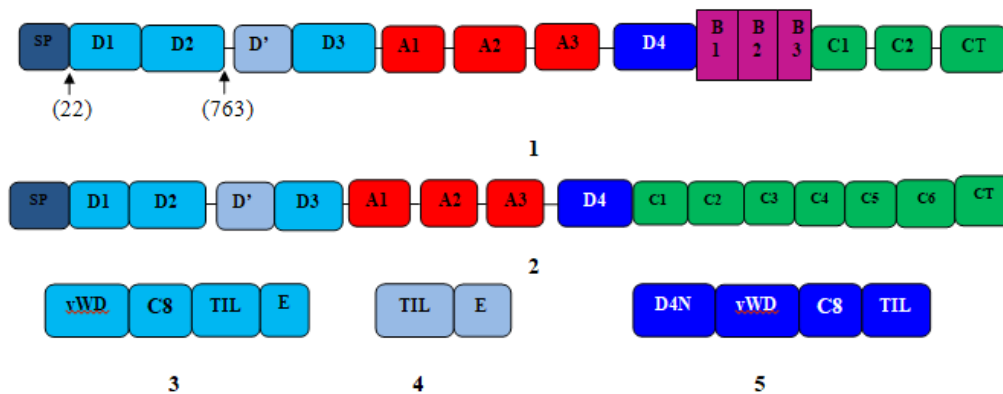 SP D1 D2 D' D3 A1 A2 A3 D4 B 1 B 2 B 3 C1 C2 CT
(22) (763)
1
SP D1 D2 D' D3 A1 A2 A3 D4 C1 C2 C3 C4 C5 C6 CT
2
vWD C8 TIL E TIL E D4N vWD C8 TIL
3 4 5